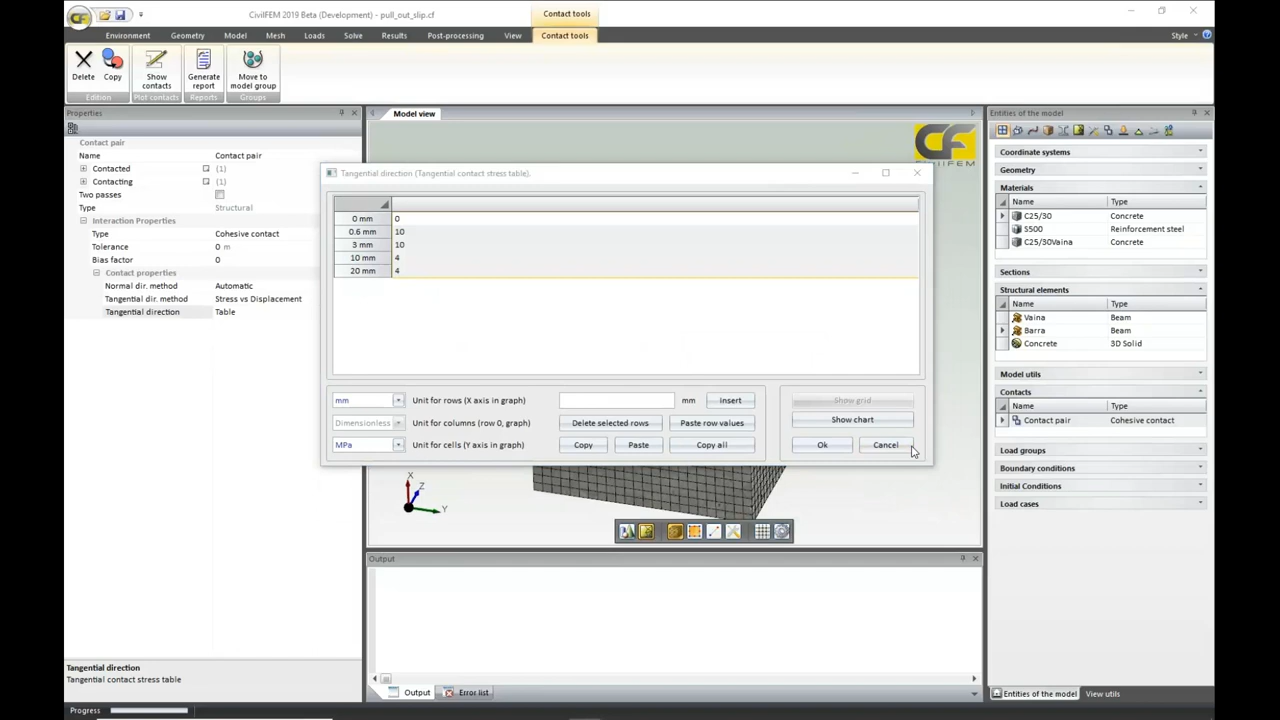 CivilFEM 2019 Beta (Development) - pull_out_slip.cf
Contact tools
Environment Geometry Model Mesh Loads Solve Results Post-processing View Contact tools
Style
Delete Copy Show contacts Generate report Move to model group
Edition Plot contacts Reports Groups
Properties
Contact pair
Name Contact pair
Contacted {1}
Contacting {1}
Two passes
Type Structural
Interaction Properties
Type Cohesive contact
Tolerance 0 m
Bias factor 0
Contact properties
Normal dir. method Automatic
Tangential dir. method Stress vs Displacement
Tangential direction Table
Tangential direction
Tangential contact stress table
Progress
Model view
CF
Tangential direction (Tangential contact stress table).
0 mm 0
0.6 mm 10
3 mm 10
10 mm 4
20 mm 4
mm Unit for rows (X axis in graph) mm Insert
Dimensionless Unit for columns (row 0, graph) Delete selected rows Paste row values
MPa Unit for cells (Y axis in graph) Copy Paste Copy all
Show grid
Show chart
Ok Cancel
X
Z
Y
Output
Output Error list
Entities of the model
Coordinate systems
Geometry
Materials
Name Type
C25/30 Concrete
S500 Reinforcement steel
C25/30Vaina Concrete
Sections
Structural elements
Name Type
Vaina Beam
Barra Beam
Concrete 3D Solid
Model utils
Contacts
Name Type
Contact pair Cohesive contact
Load groups
Boundary conditions
Initial Conditions
Load cases
Entities of the model View utils